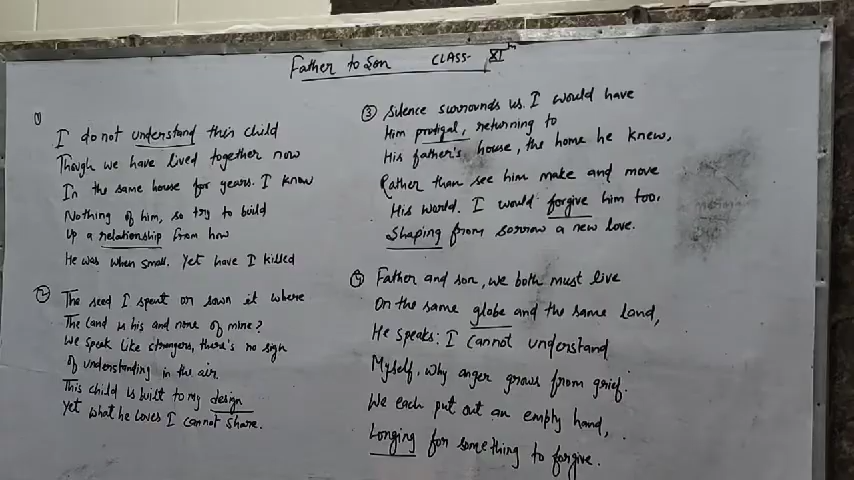 Father to Son CLASS- XIth
①
I do not understand this child
Though we have lived together now
In the same house for years. I know
Nothing of him, so try to build
Up a relationship from how
He was when small. Yet have I killed
② The seed I spent or sown it where
The land is his and none of mine?
We speak like strangers, there's no sign
Of understanding in the air.
This child is built to my design
Yet what he loves I cannot share.
③ Silence surrounds us. I would have
Him prodigal, returning to
His father's house, the home he knew,
Rather than see him make and move
His world. I would forgive him too,
Shaping from sorrow a new love.
④ Father and son, we both must live
On the same globe and the same land,
He speaks: I cannot understand
Myself, why anger grows from grief.
We each put out an empty hand,
Longing for something to forgive.